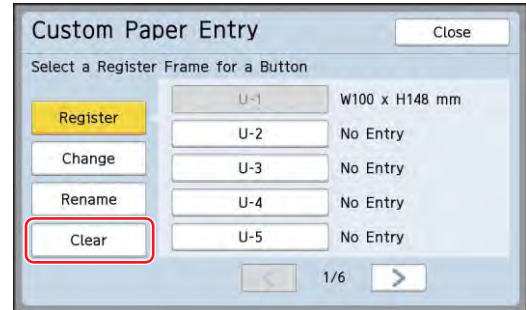 Custom Paper Entry
Close
Select a Register Frame for a Button
Register
Change
Rename
Clear
U-1 W100 x H148 mm
U-2 No Entry
U-3 No Entry
U-4 No Entry
U-5 No Entry
< 1/6 >